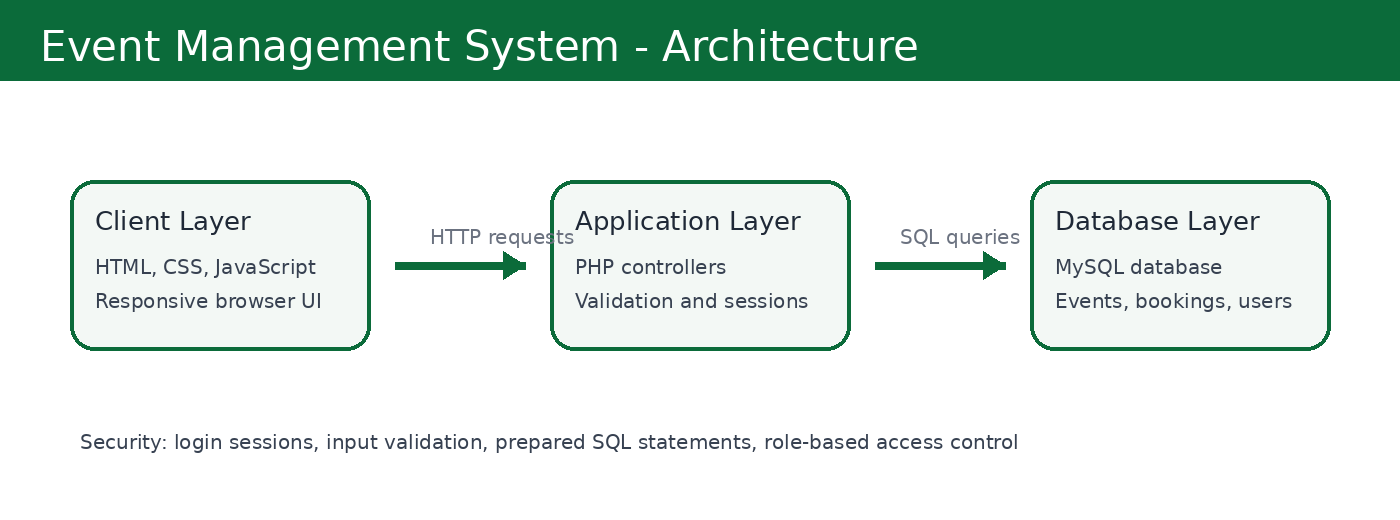 Event Management System - Architecture
Client Layer
HTML, CSS, JavaScript
Responsive browser UI
HTTP requests
Application Layer
PHP controllers
Validation and sessions
SQL queries
Database Layer
MySQL database
Events, bookings, users
Security: login sessions, input validation, prepared SQL statements, role-based access control